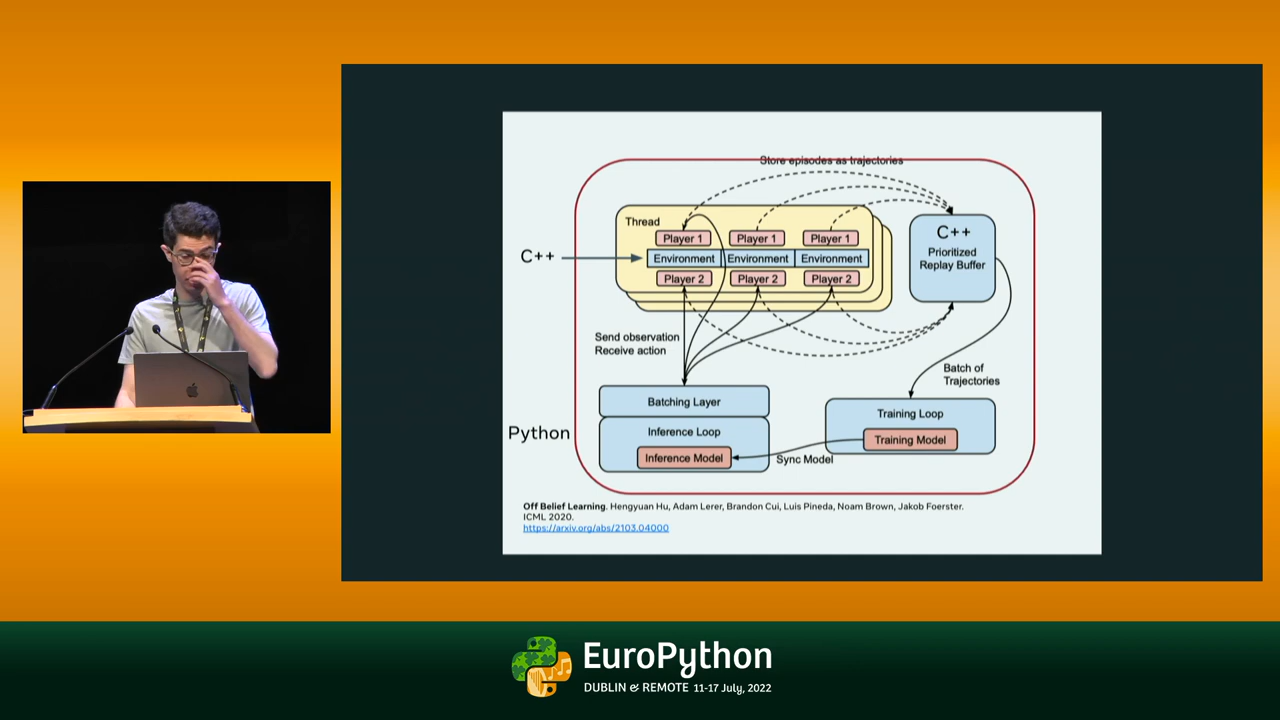 Store episodes as trajectories
Thread
Player 1
Player 1
Player 1
C++
Environment
Environment
Environment
Player 2
Player 2
Player 2
C++
Prioritized
Replay Buffer
Send observation
Receive action
Batch of
Trajectories
Batching Layer
Python
Inference Loop
Inference Model
Training Loop
Training Model
Sync Model
Off Belief Learning. Hengyuan Hu, Adam Lerer, Brandon Cui, Luis Pineda, Noam Brown, Jakob Foerster.
ICML 2020.
https://arxiv.org/abs/2103.04000
EuroPython
DUBLIN & REMOTE 11-17 July, 2022